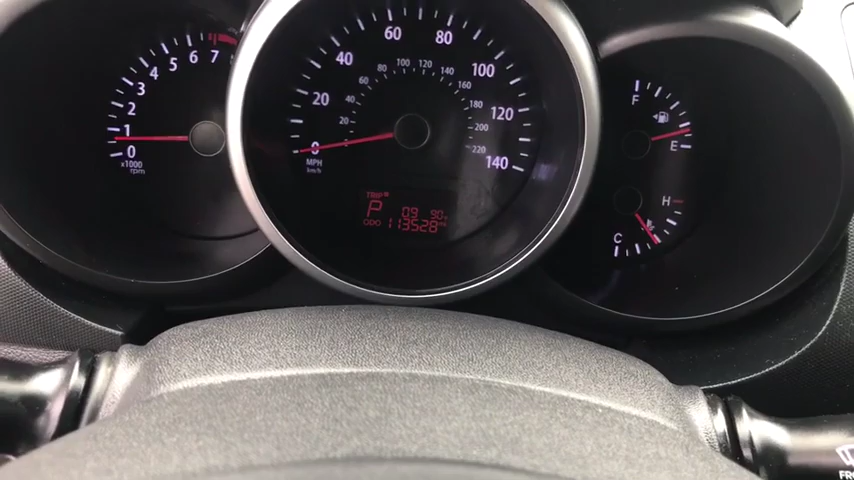 0 1 2 3 4 5 6 7
x1000
rpm
0 20 40 60 80 100 120 140
20 40 60 80 100 120 140 160 180 200 220
MPH
km/h
TRIP
P
ODO 113528
F
E
H
C